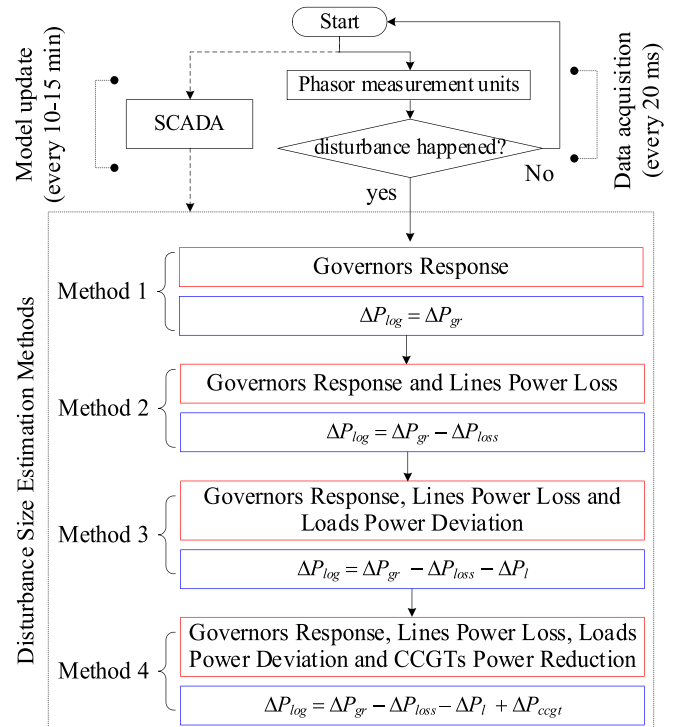 Start
Model update
(every 10-15 min)
SCADA
Phasor measurement units
disturbance happened?
No
yes
Data acquisition
(every 20 ms)
Disturbance Size Estimation Methods
Method 1
Governors Response
ΔP_log = ΔP_gr
Method 2
Governors Response and Lines Power Loss
ΔP_log = ΔP_gr − ΔP_loss
Method 3
Governors Response, Lines Power Loss and
Loads Power Deviation
ΔP_log = ΔP_gr − ΔP_loss − ΔP_l
Method 4
Governors Response, Lines Power Loss, Loads
Power Deviation and CCGTs Power Reduction
ΔP_log = ΔP_gr − ΔP_loss − ΔP_l + ΔP_ccgt